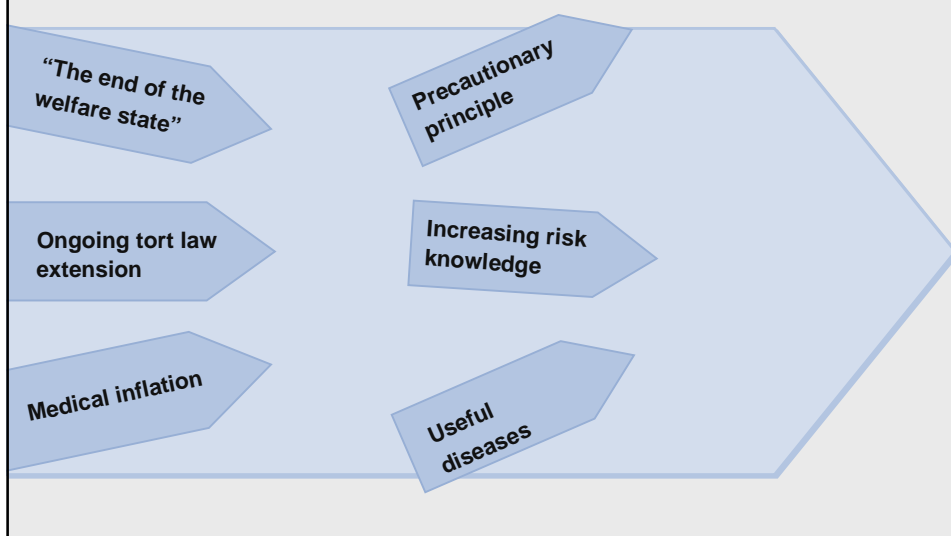 “The end of the
welfare state”
Ongoing tort law
extension
Medical inflation
Precautionary
principle
Increasing risk
knowledge
Useful
diseases